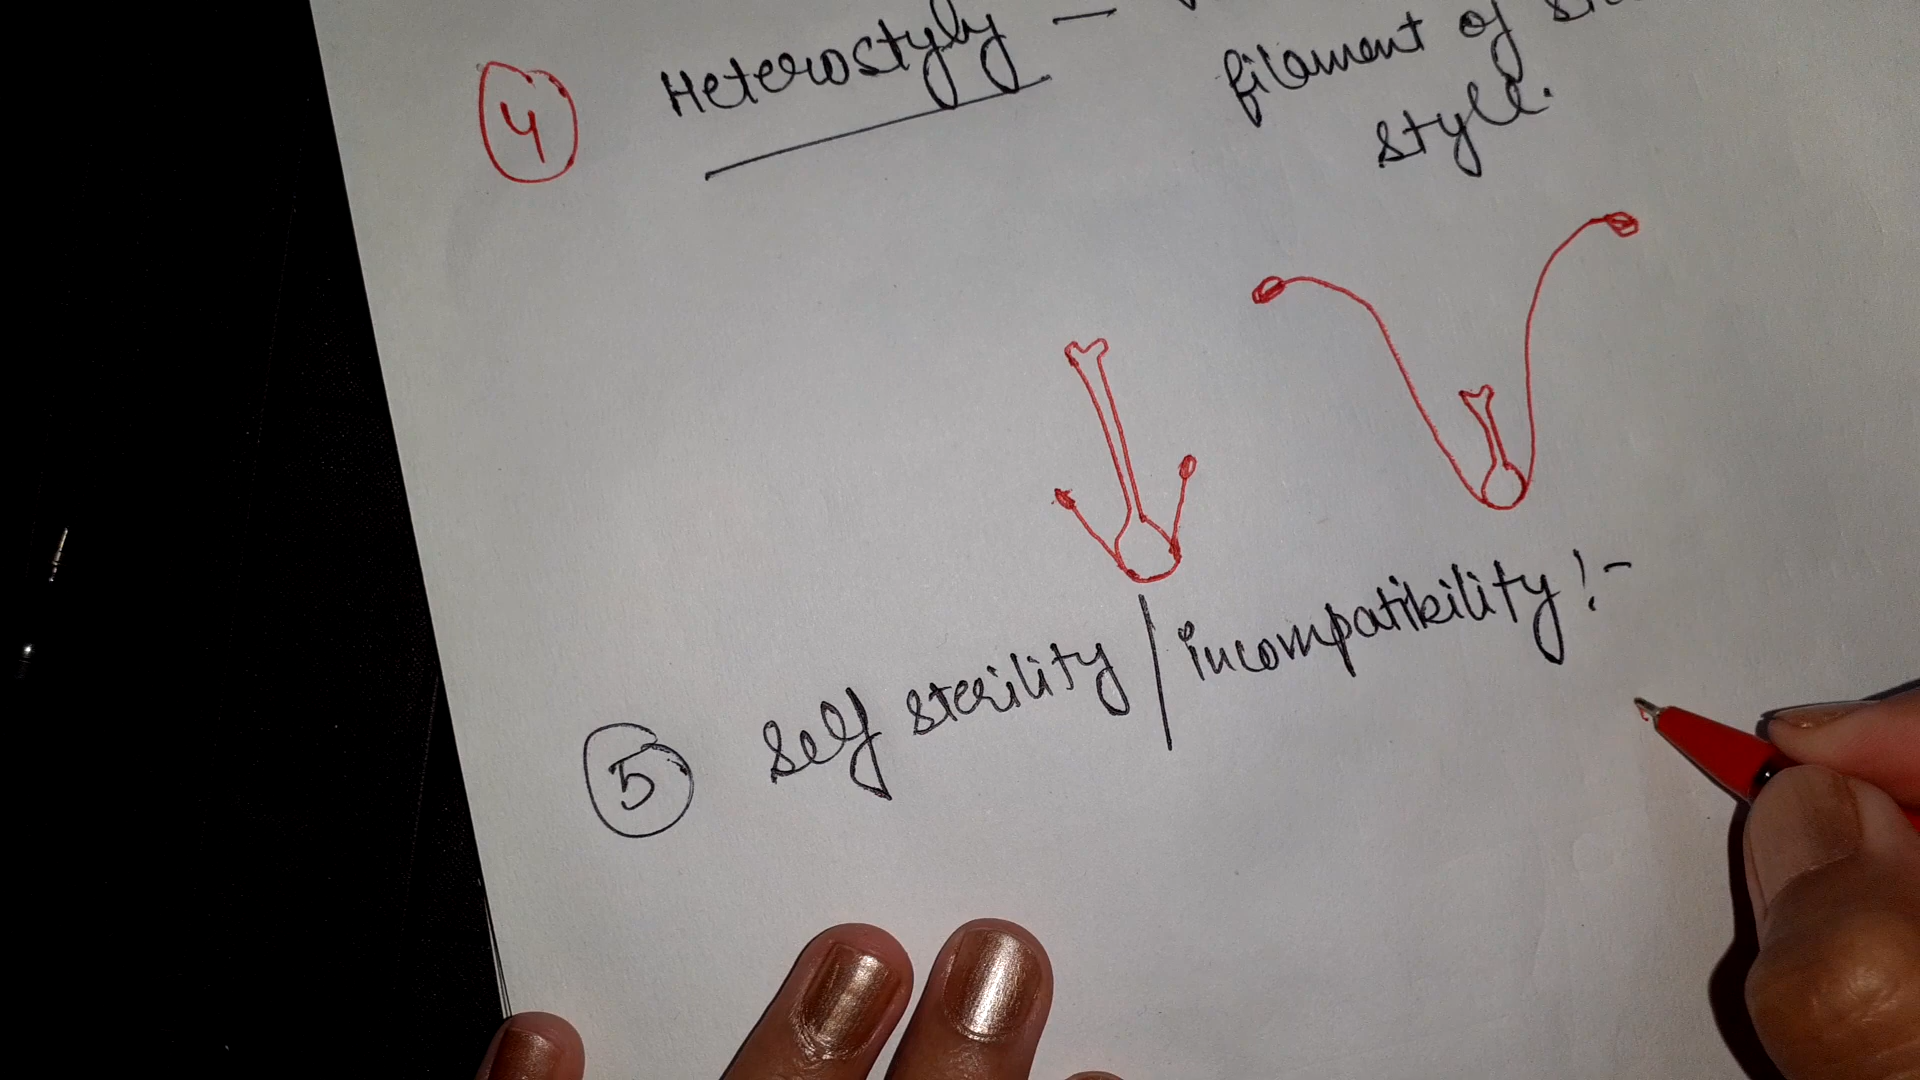 ④ Heterostyly —
filament of
style.
⑤ Self sterility / incompatibility :-